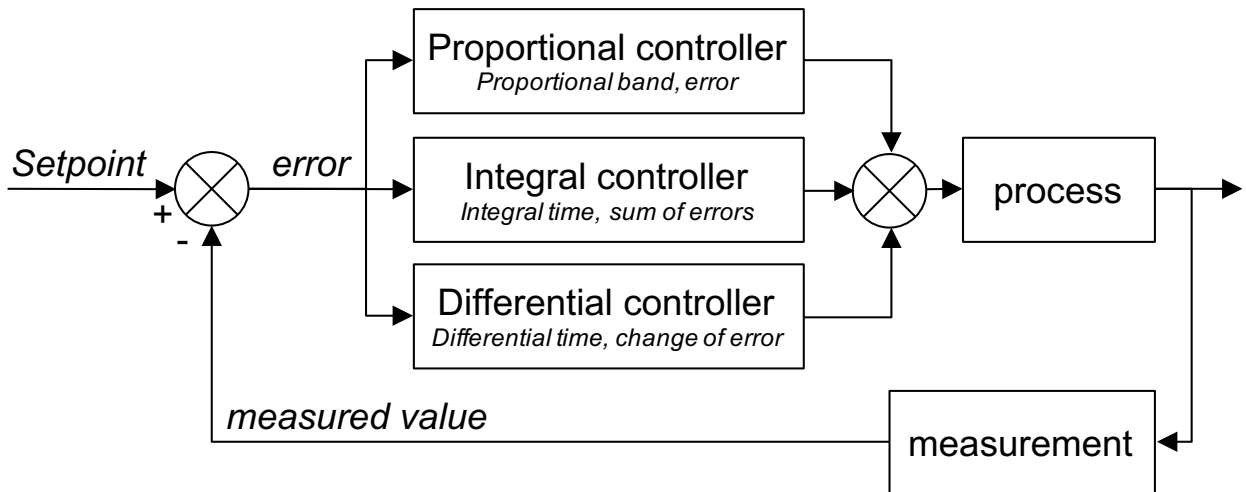 Proportional controller
Proportional band, error
Setpoint
error
+
-
Integral controller
Integral time, sum of errors
process
Differential controller
Differential time, change of error
measured value
measurement